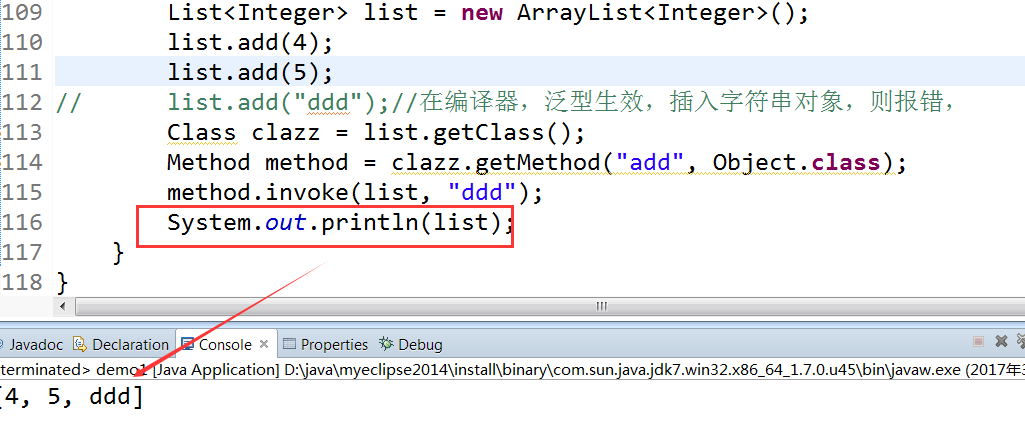 109 List<Integer> list = new ArrayList<Integer>();
110 list.add(4);
111 list.add(5);
112 // list.add("ddd");//在编译器，泛型生效，插入字符串对象，则报错，
113 Class clazz = list.getClass();
114 Method method = clazz.getMethod("add", Object.class);
115 method.invoke(list, "ddd");
116 System.out.println(list);
117 }
118 }
Javadoc Declaration Console Properties Debug
terminated> demo1 [Java Application] D:\java\myeclipse2014\install\binary\com.sun.java.jdk7.win32.x86_64_1.7.0.u45\bin\javaw.exe (2017年3
[4, 5, ddd]